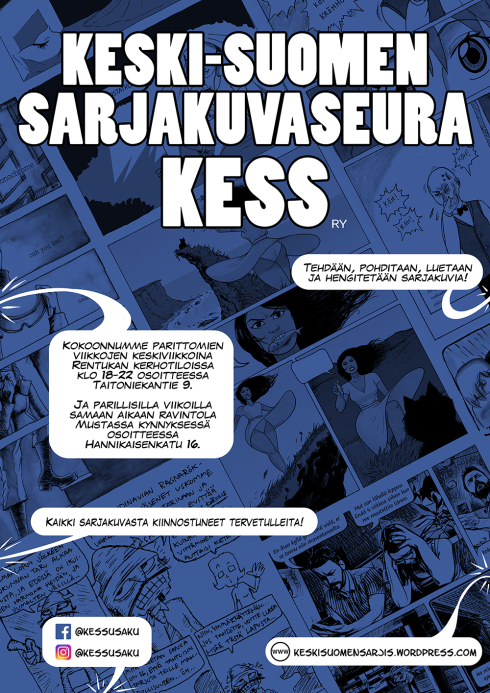 KESKI-SUOMEN
SARJAKUVASEURA
KESS
RY
TEHDÄÄN, POHDITAAN, LUETAAN
JA HENGITETÄÄN SARJAKUVIA!
KOKOONNUMME PARITTOMIEN
VIIKKOJEN KESKIVIIKKOINA
RENTUKAN KERHOTILOISSA
KLO 18-22 OSOITTEESSA
TAITONIEKANTIE 9.
JA PARILLISILLA VIIKOILLA
SAMAAN AIKAAN RAVINTOLA
MUSTASSA KYNNYKSESSÄ
OSOITTEESSA
HANNIKAISENKATU 16.
KAIKKI SARJAKUVASTA KIINNOSTUNEET TERVETULLEITA!
@KESSUSAKU
@KESSUSAKU
WWW KESKISUOMENSARJIS.WORDPRESS.COM